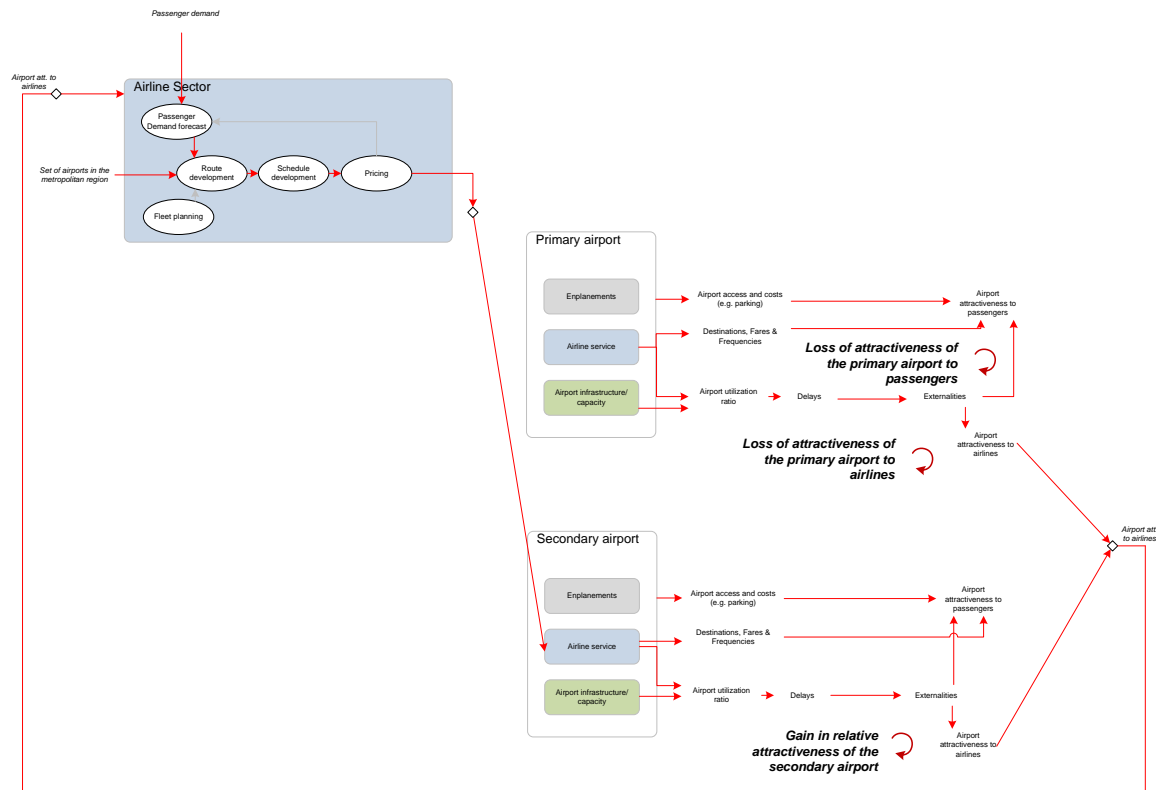 Passenger demand
Airport att. to
airlines
Airline Sector
Passenger
Demand forecast
Set of airports in the
metropolitan region
Route
development
Schedule
development
Pricing
Fleet planning
Primary airport
Enplanements
Airport access and costs
(e.g. parking)
Airport
attractiveness to
passengers
Airline service
Destinations, Fares &
Frequencies
Loss of attractiveness of
the primary airport to
passengers
Airport infrastructure/
capacity
Airport utilization
ratio
Delays
Externalities
Loss of attractiveness of
the primary airport to
airlines
Airport
attractiveness to
airlines
Airport att
to airlines
Secondary airport
Enplanements
Airport access and costs
(e.g. parking)
Airport
attractiveness to
passengers
Airline service
Destinations, Fares &
Frequencies
Airport infrastructure/
capacity
Airport utilization
ratio
Delays
Externalities
Gain in relative
attractiveness of the
secondary airport
Airport
attractiveness to
airlines